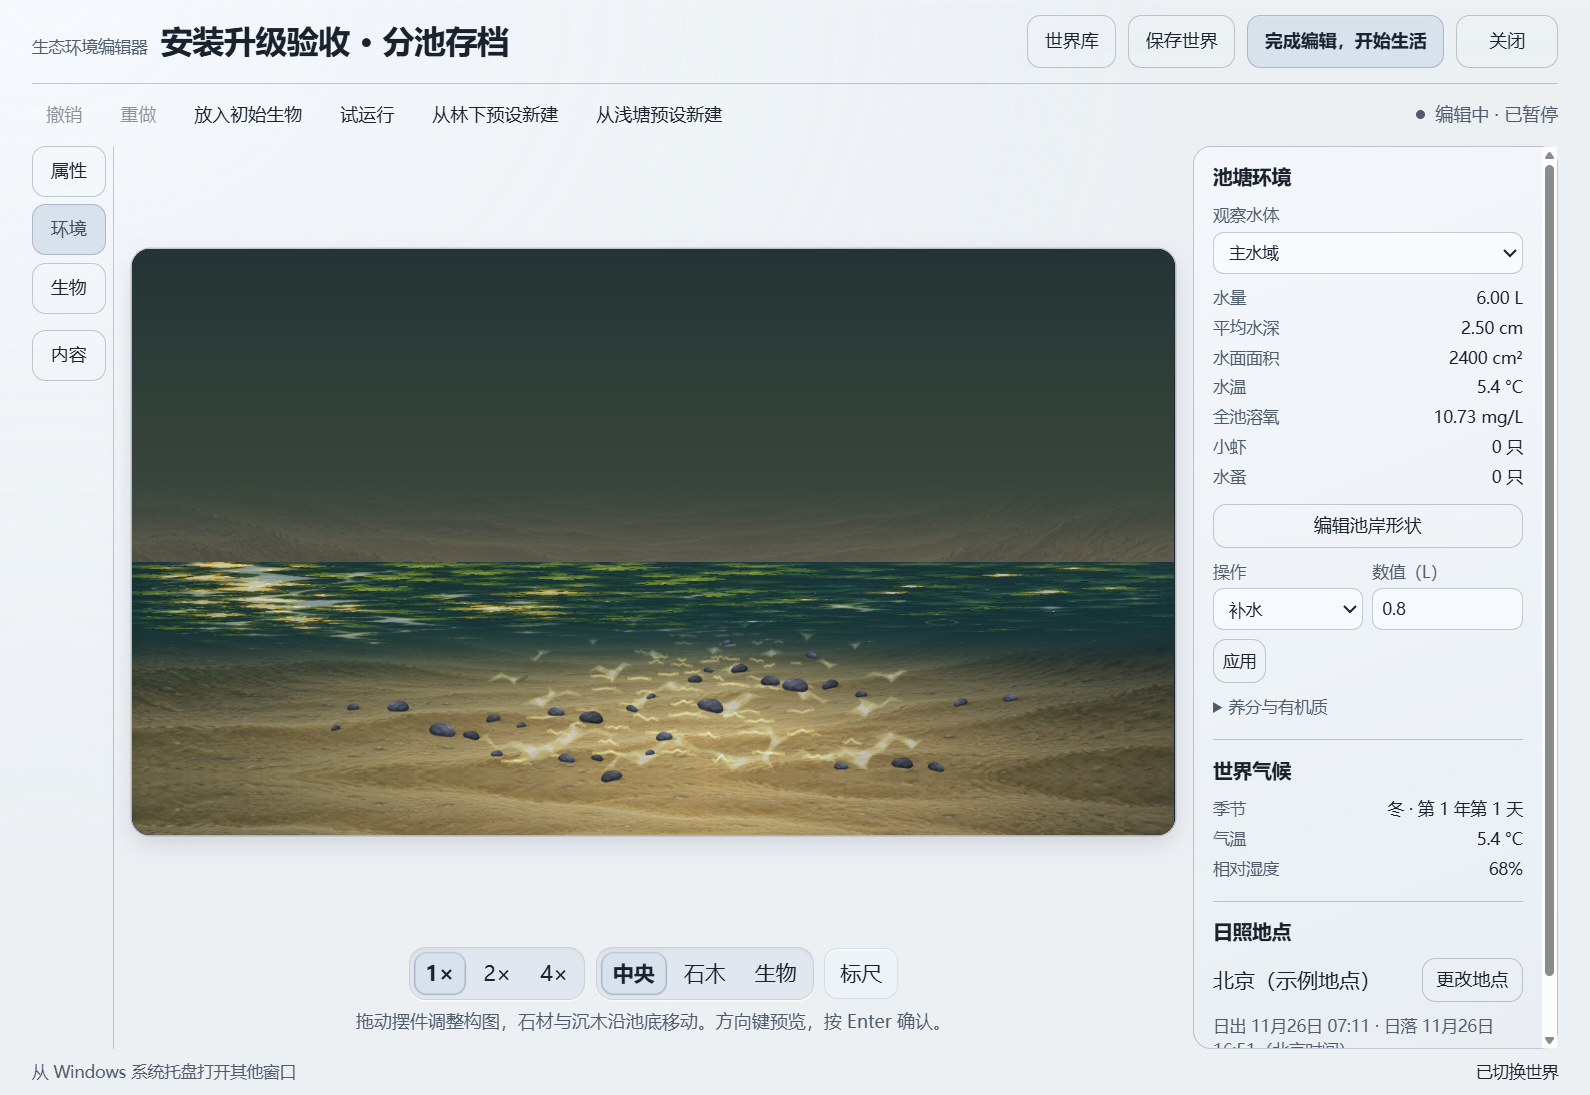 生态环境编辑器 安装升级验收 · 分池存档
世界库 保存世界 完成编辑，开始生活 关闭
撤销 重做 放入初始生物 试运行 从林下预设新建 从浅塘预设新建
编辑中 · 已暂停
属性
环境
生物
内容
池塘环境
观察水体
主水域
水量 6.00 L
平均水深 2.50 cm
水面面积 2400 cm²
水温 5.4 °C
全池溶氧 10.73 mg/L
小虾 0 只
水蚤 0 只
编辑池岸形状
操作 数值（L）
补水 0.8
应用
养分与有机质
世界气候
季节 冬 · 第 1 年第 1 天
气温 5.4 °C
相对湿度 68%
日照地点
北京（示例地点） 更改地点
日出 11月26日 07:11 · 日落 11月26日
16:51（北京时间）
1× 2× 4× 中央 石木 生物 标尺
拖动摆件调整构图，石材与沉木沿池底移动。方向键预览，按 Enter 确认。
从 Windows 系统托盘打开其他窗口
已切换世界